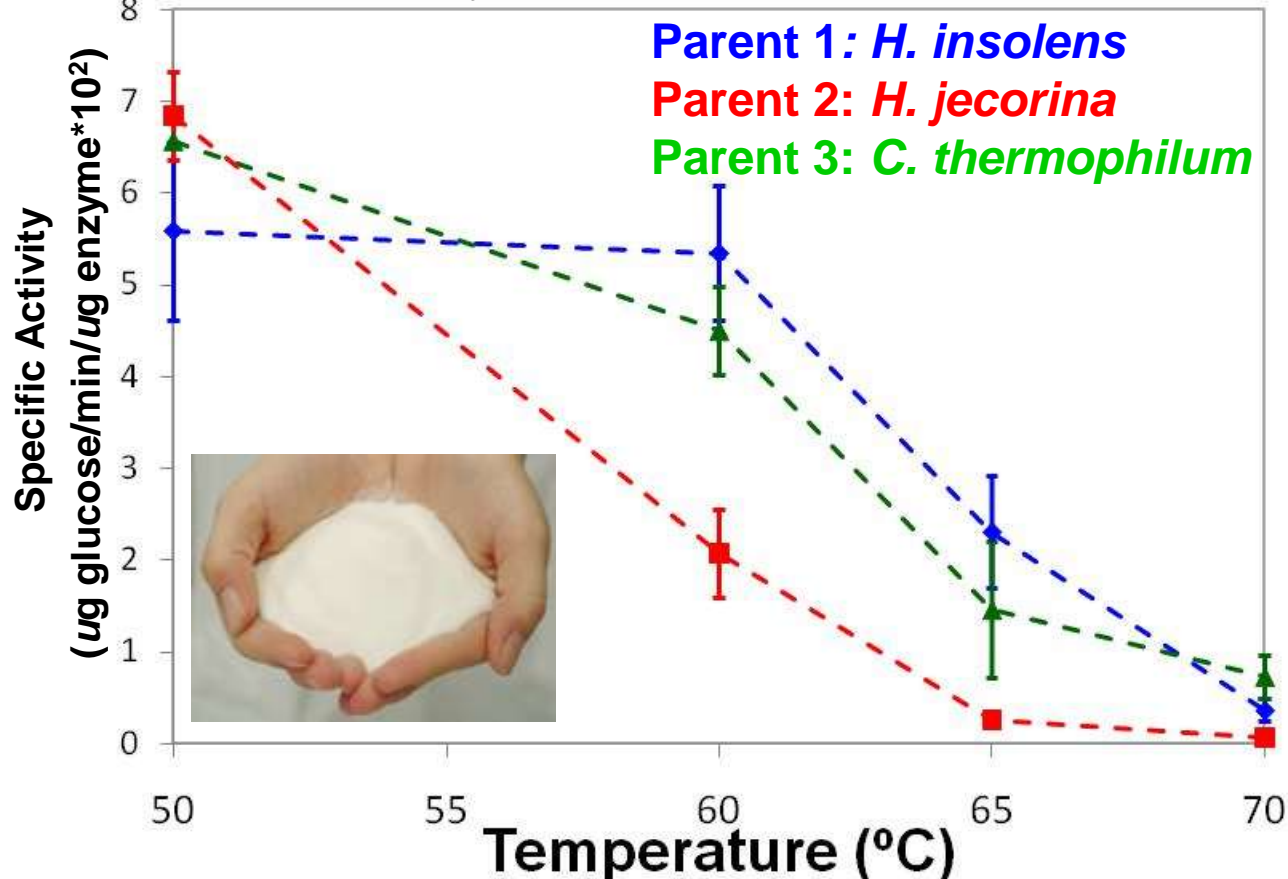 8
7
6
5
4
3
2
1
0
Specific Activity
(ug glucose/min/ug enzyme*10²)
Parent 1: H. insolens
Parent 2: H. jecorina
Parent 3: C. thermophilum
50 55 60 65 70
Temperature (ºC)